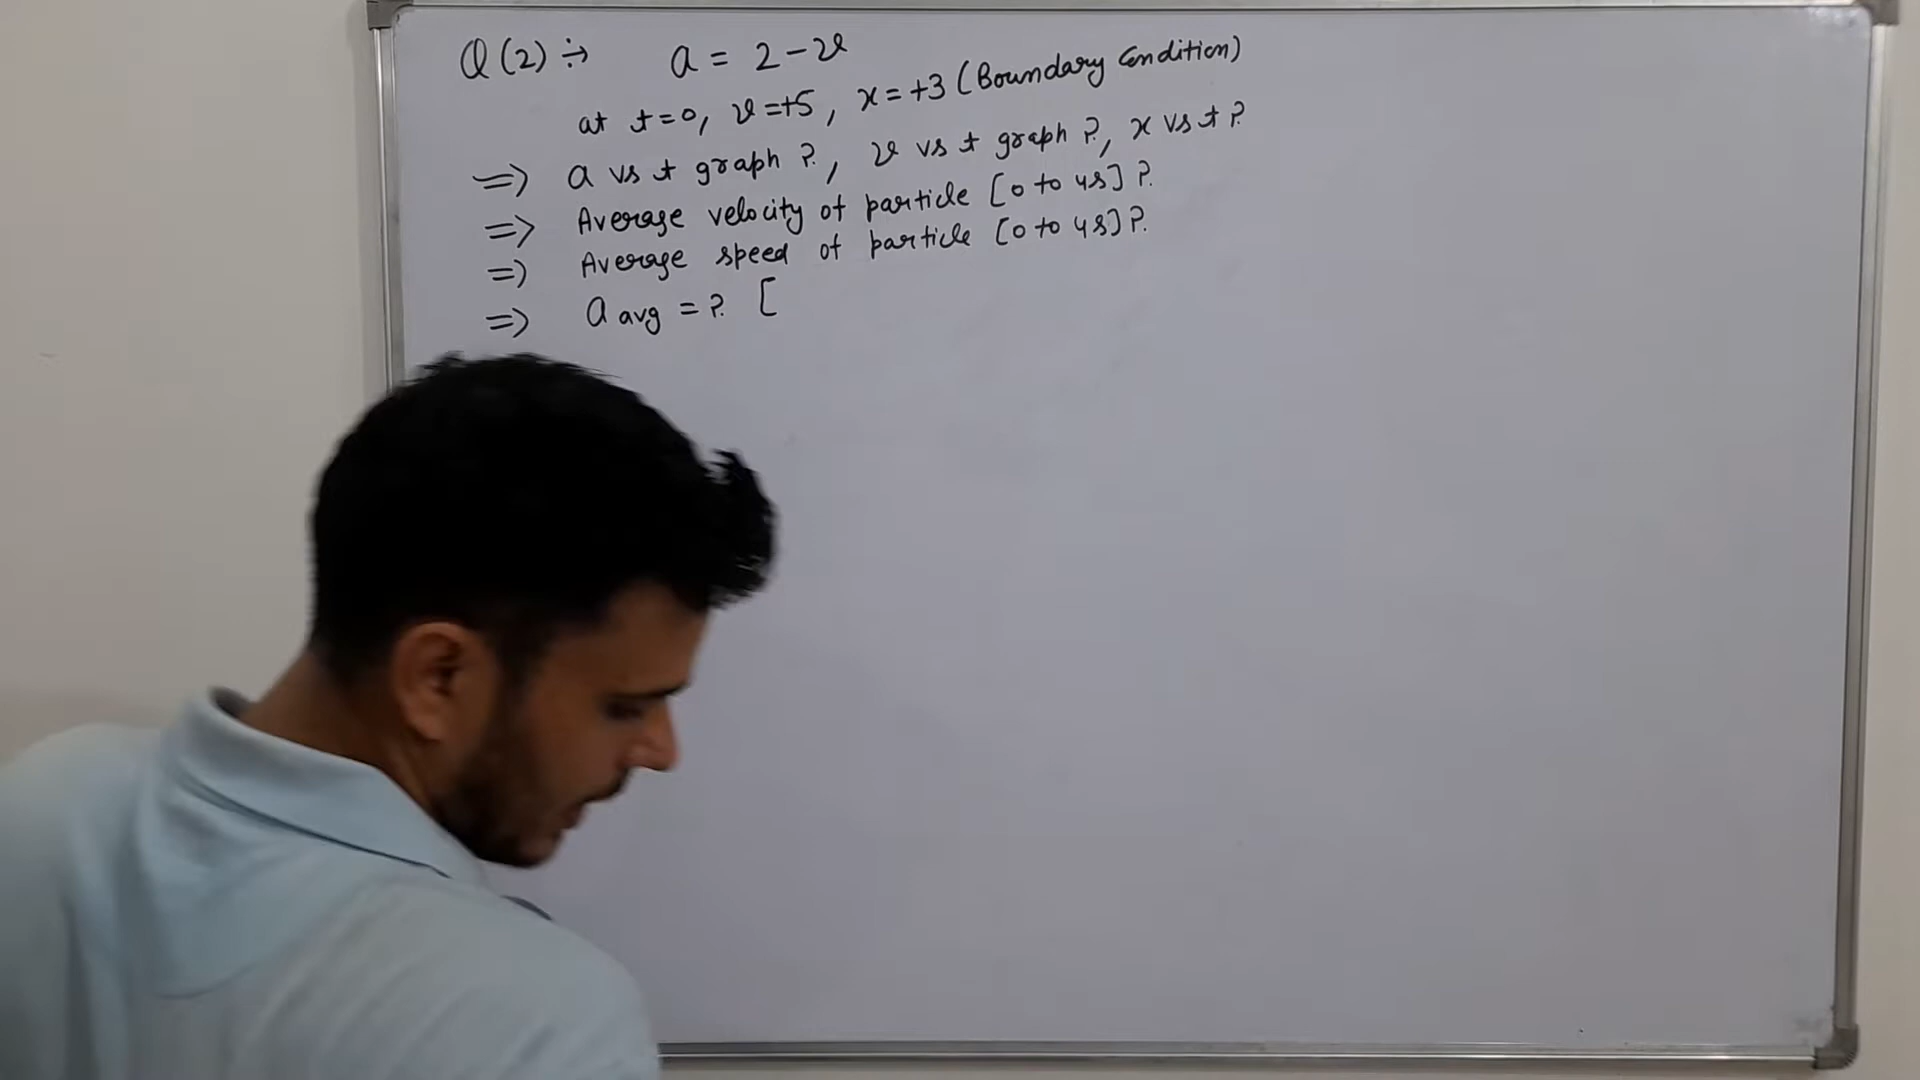 Q(2) ÷→ a = 2 - v
at t=0, v=+5, x=+3 (Boundary Condition)
=> a vs t graph ?, v vs t graph ?, x vs t ?
=> Average velocity of particle [0 to 4s] ?
=> Average speed of particle [0 to 4s] ?
=> a avg = ? [